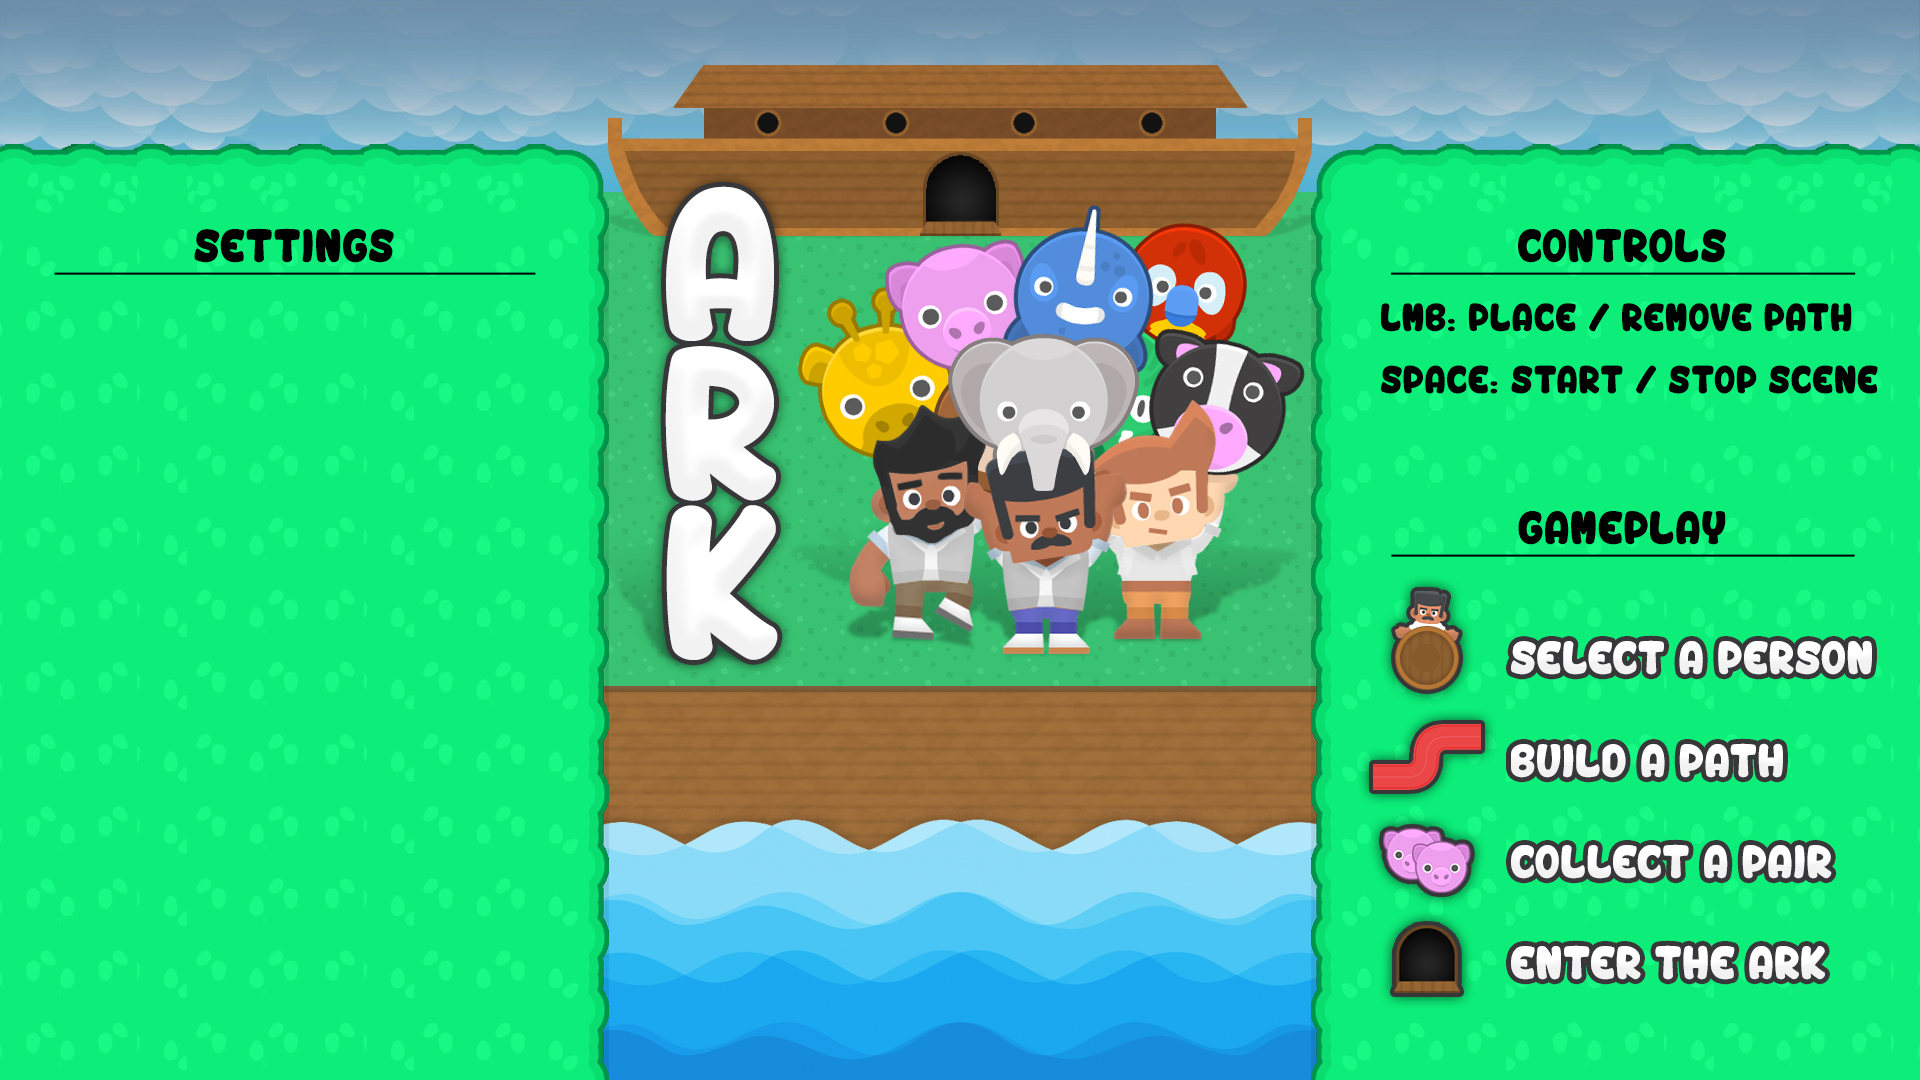 SETTINGS
ARK
CONTROLS
LMB: PLACE / REMOVE PATH
SPACE: START / STOP SCENE
GAMEPLAY
SELECT A PERSON
BUILD A PATH
COLLECT A PAIR
ENTER THE ARK